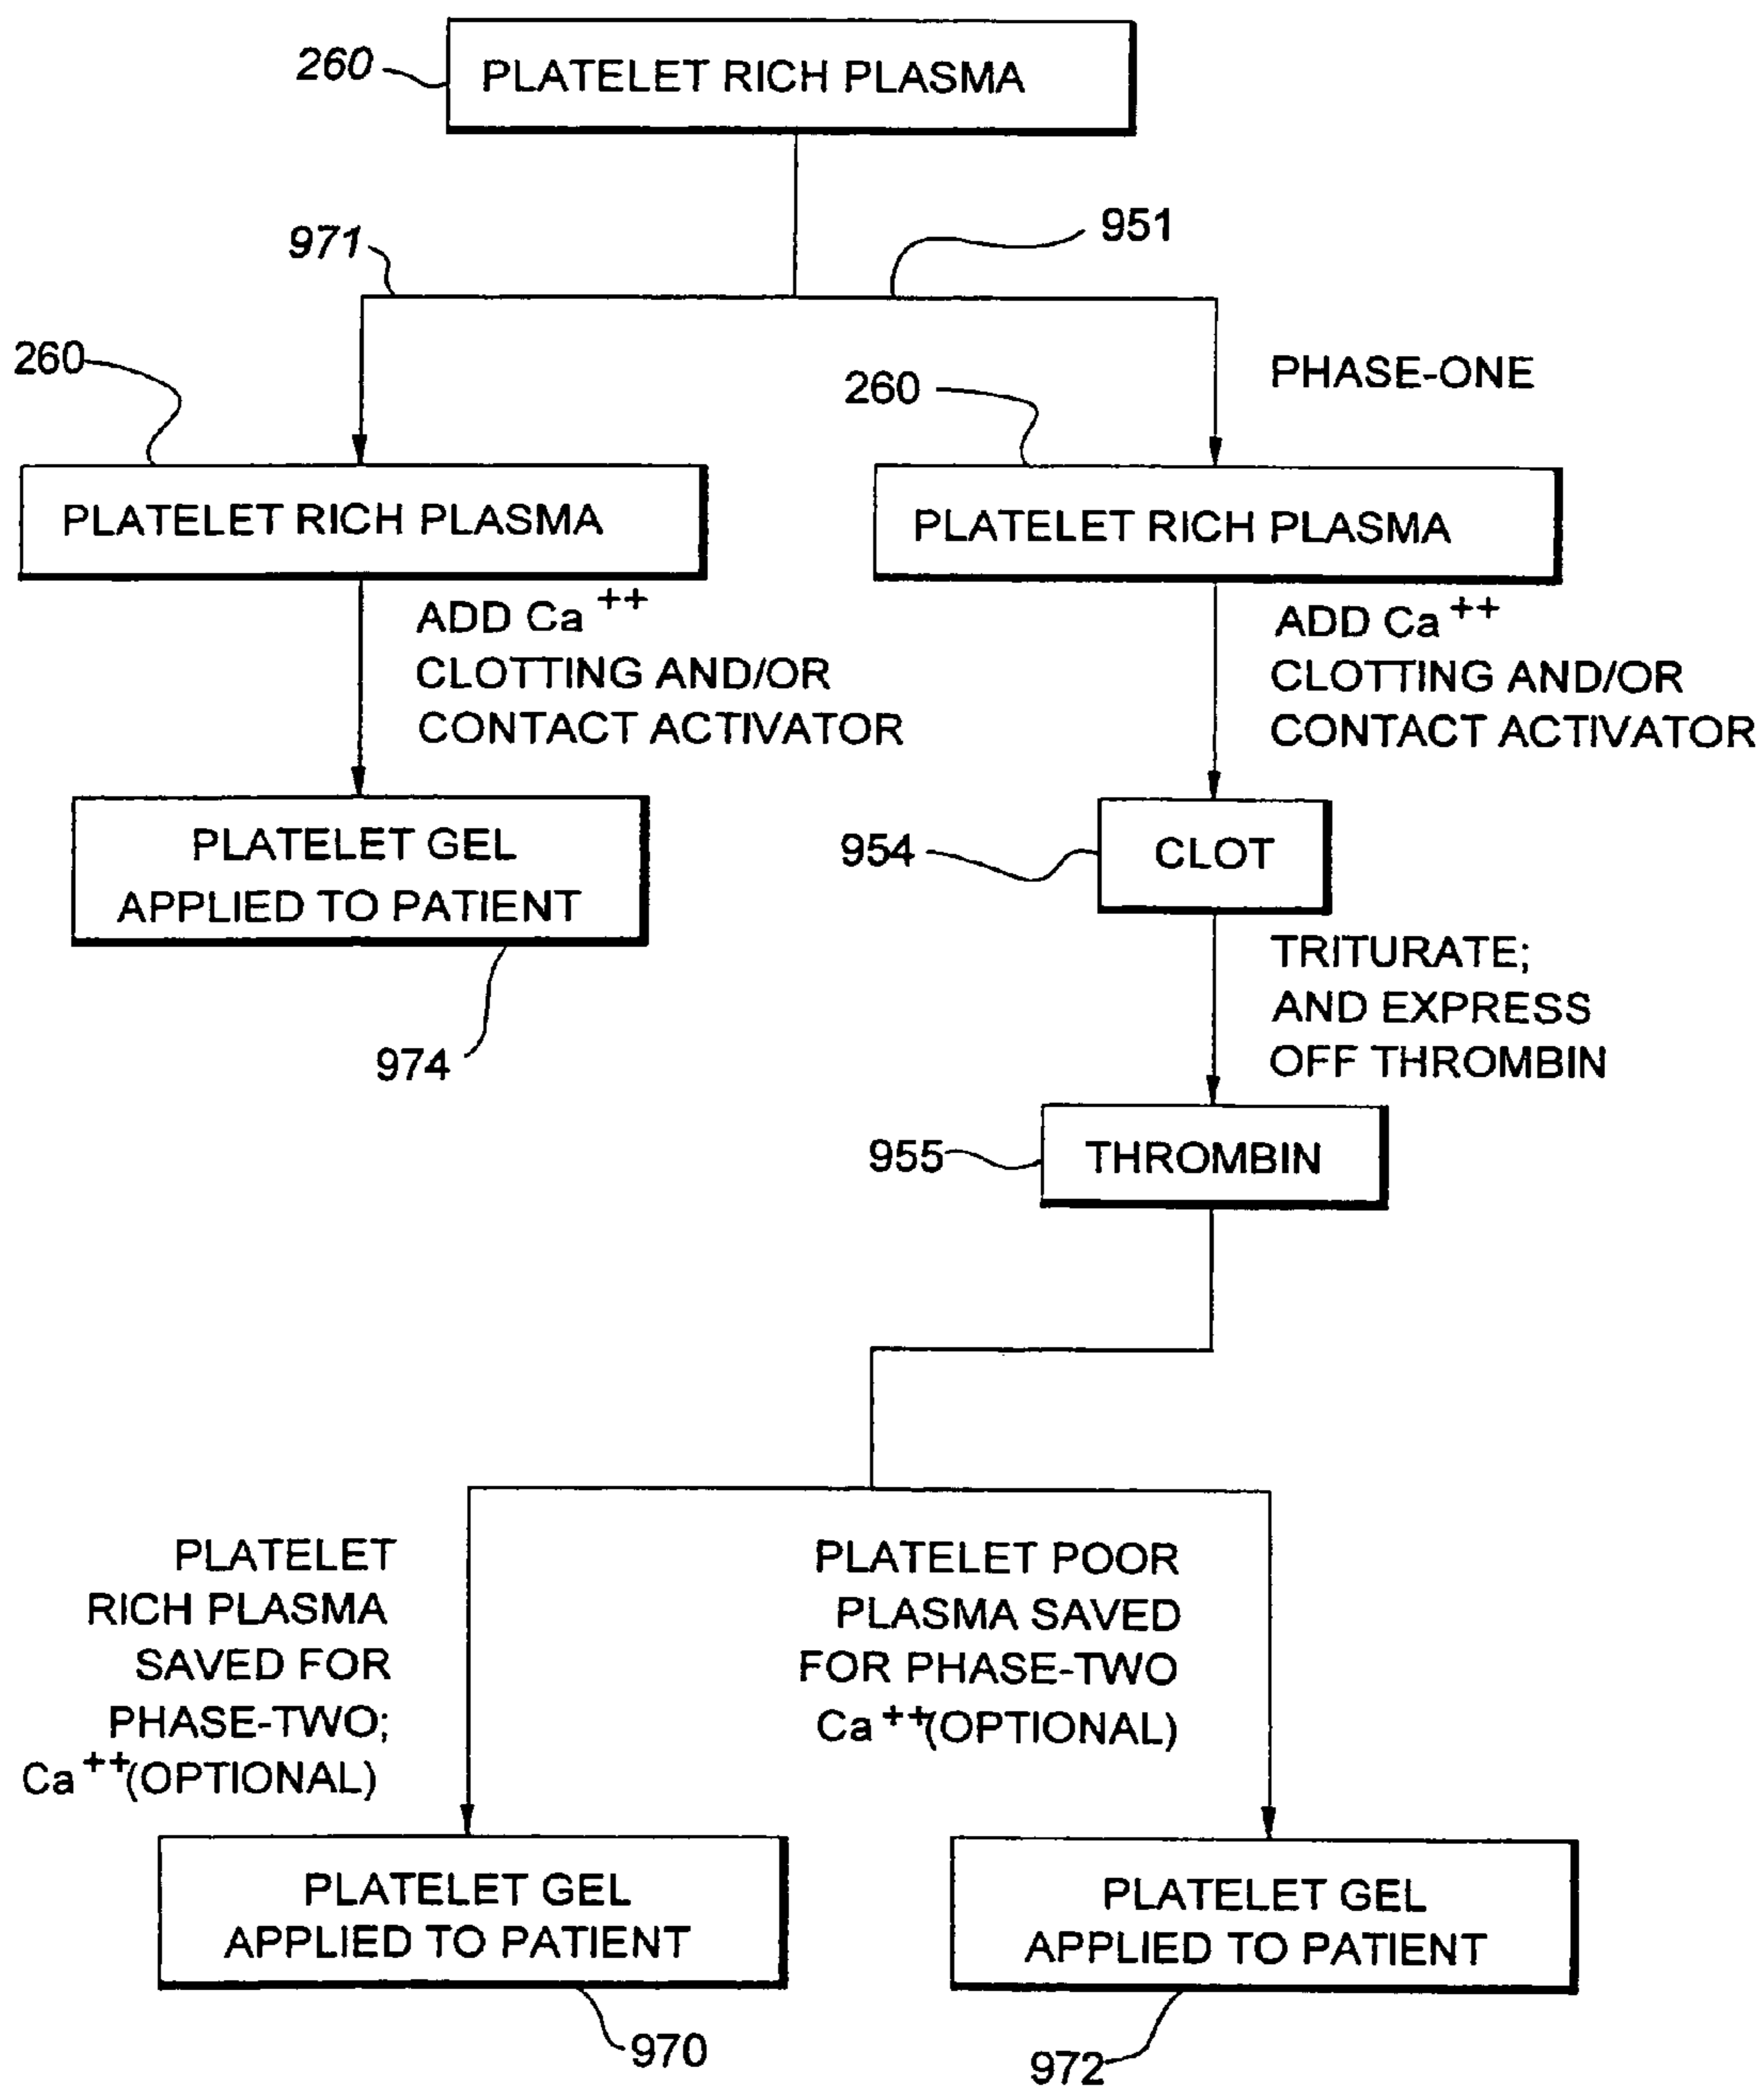 260
PLATELET RICH PLASMA
971
951
260
260
PHASE-ONE
PLATELET RICH PLASMA
PLATELET RICH PLASMA
ADD Ca ++
CLOTTING AND/OR
CONTACT ACTIVATOR
ADD Ca ++
CLOTTING AND/OR
CONTACT ACTIVATOR
PLATELET GEL
APPLIED TO PATIENT
974
954
CLOT
TRITURATE;
AND EXPRESS
OFF THROMBIN
955
THROMBIN
PLATELET
RICH PLASMA
SAVED FOR
PHASE-TWO;
Ca ++(OPTIONAL)
PLATELET POOR
PLASMA SAVED
FOR PHASE-TWO
Ca ++(OPTIONAL)
PLATELET GEL
APPLIED TO PATIENT
970
PLATELET GEL
APPLIED TO PATIENT
972